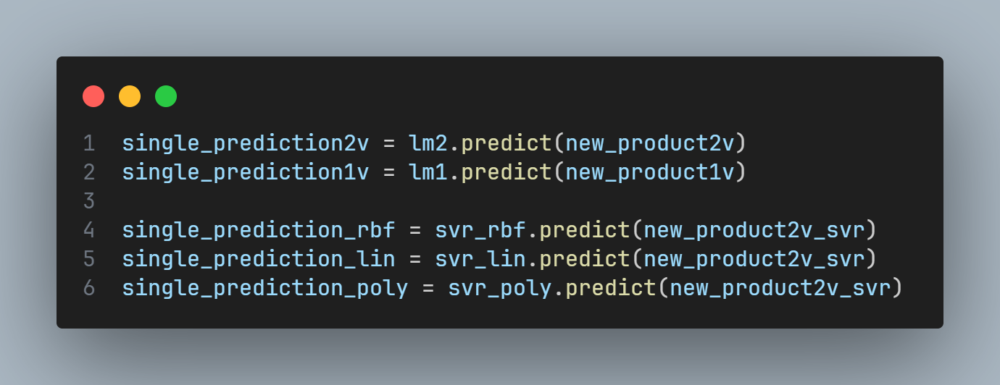 1 single_prediction2v = lm2.predict(new_product2v)
2 single_prediction1v = lm1.predict(new_product1v)
3
4 single_prediction_rbf = svr_rbf.predict(new_product2v_svr)
5 single_prediction_lin = svr_lin.predict(new_product2v_svr)
6 single_prediction_poly = svr_poly.predict(new_product2v_svr)